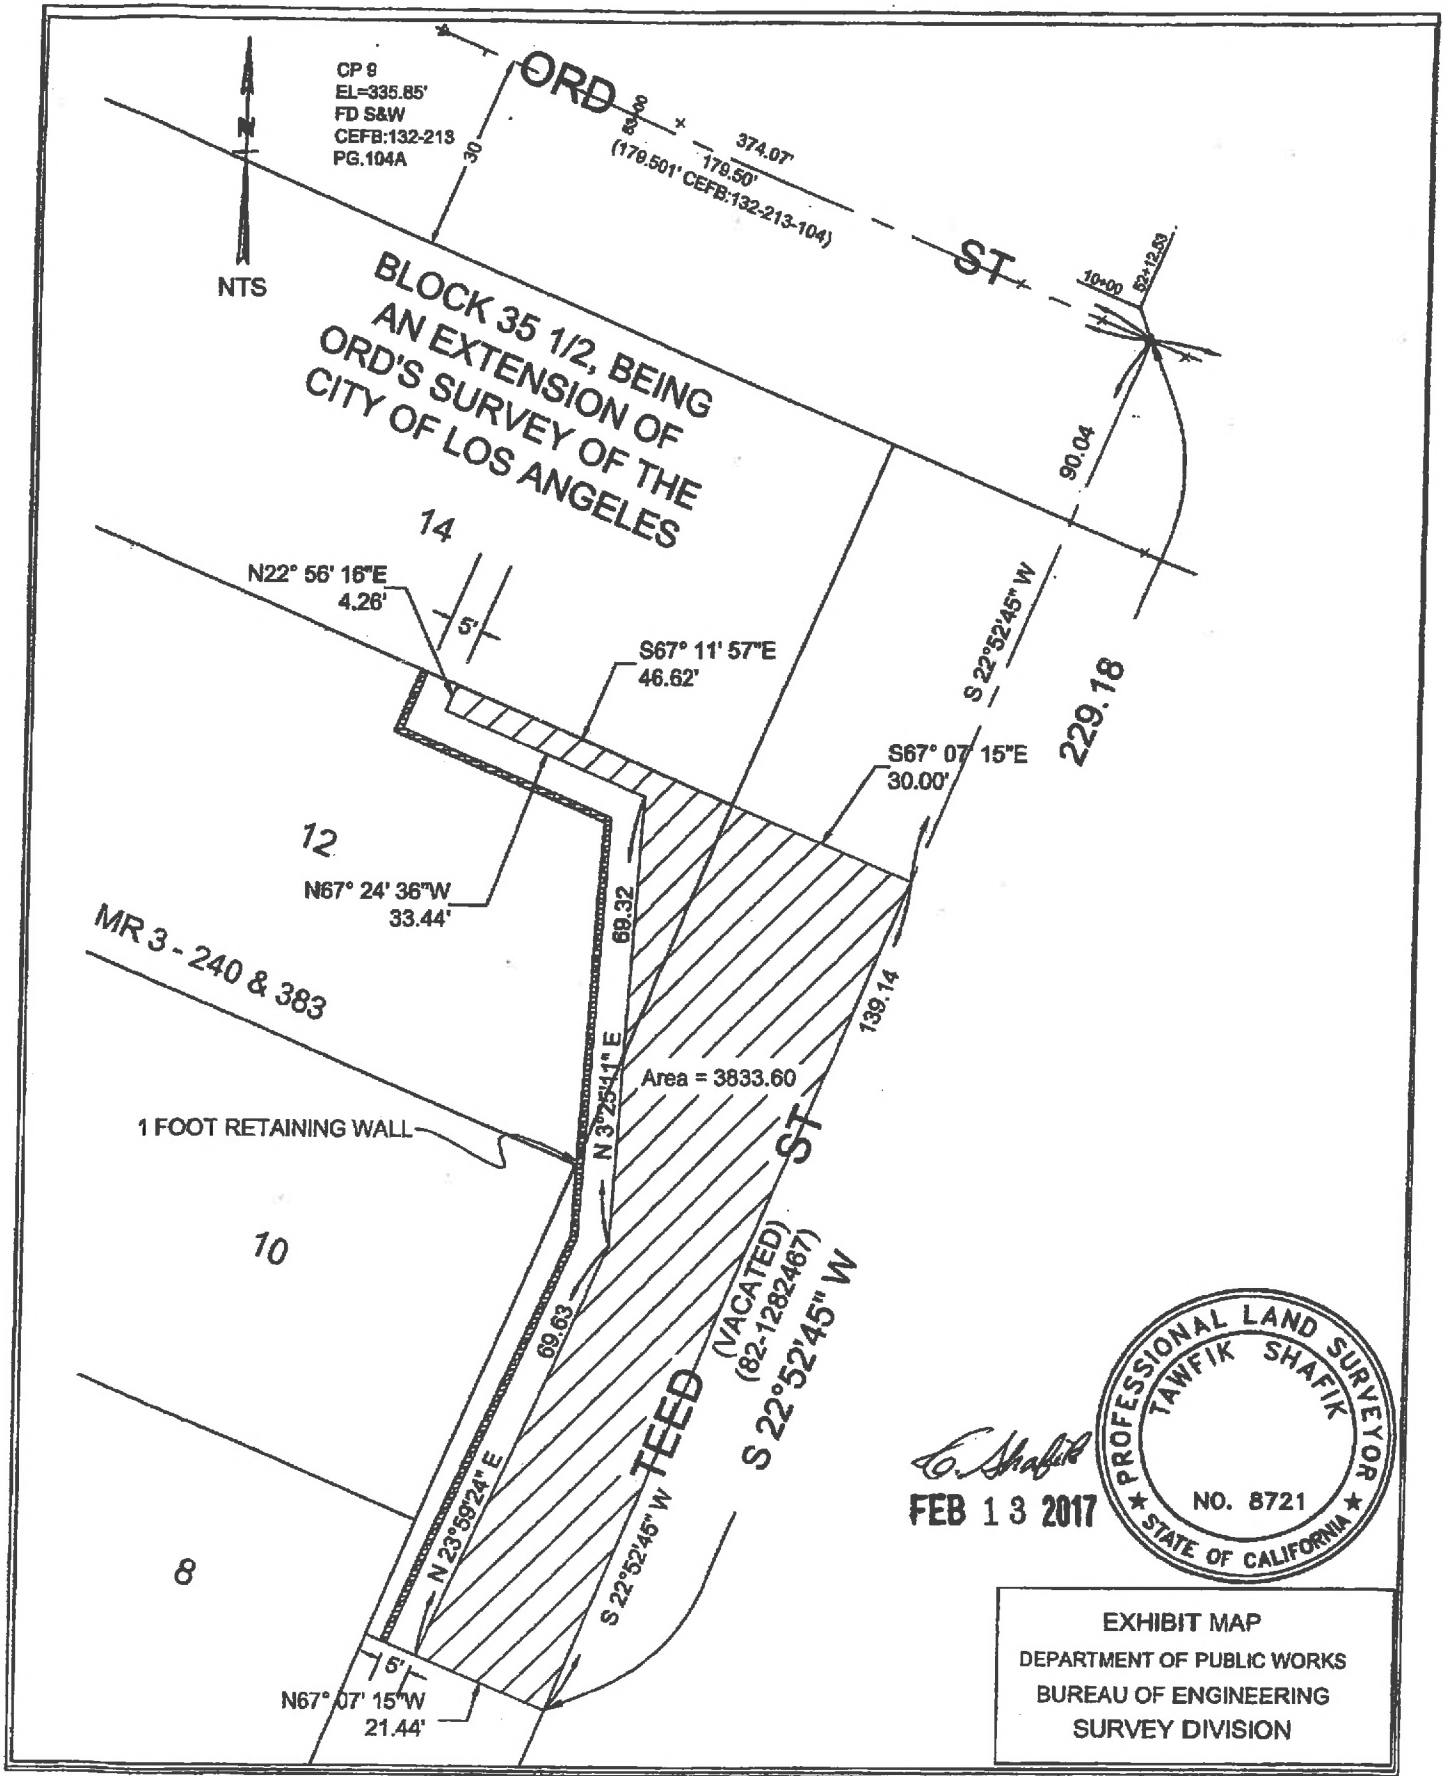 CP 9
EL=335.85'
FD S&W
CEFB:132-213
PG.104A
N
NTS
30
ORD
374.07'
179.50'
(179.501' CEFB:132-213-104)
ST
10+00
52+12.53
BLOCK 35 1/2, BEING
AN EXTENSION OF
ORD'S SURVEY OF THE
CITY OF LOS ANGELES
90.04
14
N22° 56' 16"E
4.26'
5'
S67° 11' 57"E
46.62'
S 22°52'45" W
229.18
S67° 07' 15"E
30.00'
12
N67° 24' 36"W
33.44'
69.32
MR 3 - 240 & 383
139.14
N 3°25'11" E
Area = 3833.60
1 FOOT RETAINING WALL
ST
10
(VACATED)
(82-1282467)
S 22°52'45" W
69.63
TEED
N 23°59'24" E
S 22°52'45" W
8
5'
N67° 07' 15"W
21.44'
PROFESSIONAL LAND SURVEYOR
TAWFIK SHAFIK
NO. 8721
STATE OF CALIFORNIA
FEB 13 2017
EXHIBIT MAP
DEPARTMENT OF PUBLIC WORKS
BUREAU OF ENGINEERING
SURVEY DIVISION